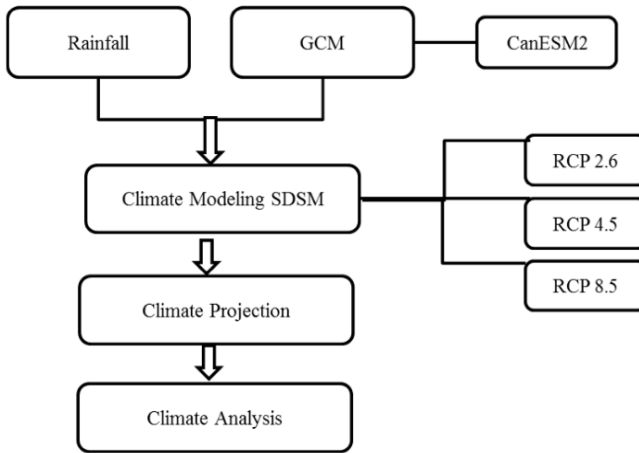 Rainfall
GCM
CanESM2
Climate Modeling SDSM
RCP 2.6
RCP 4.5
RCP 8.5
Climate Projection
Climate Analysis